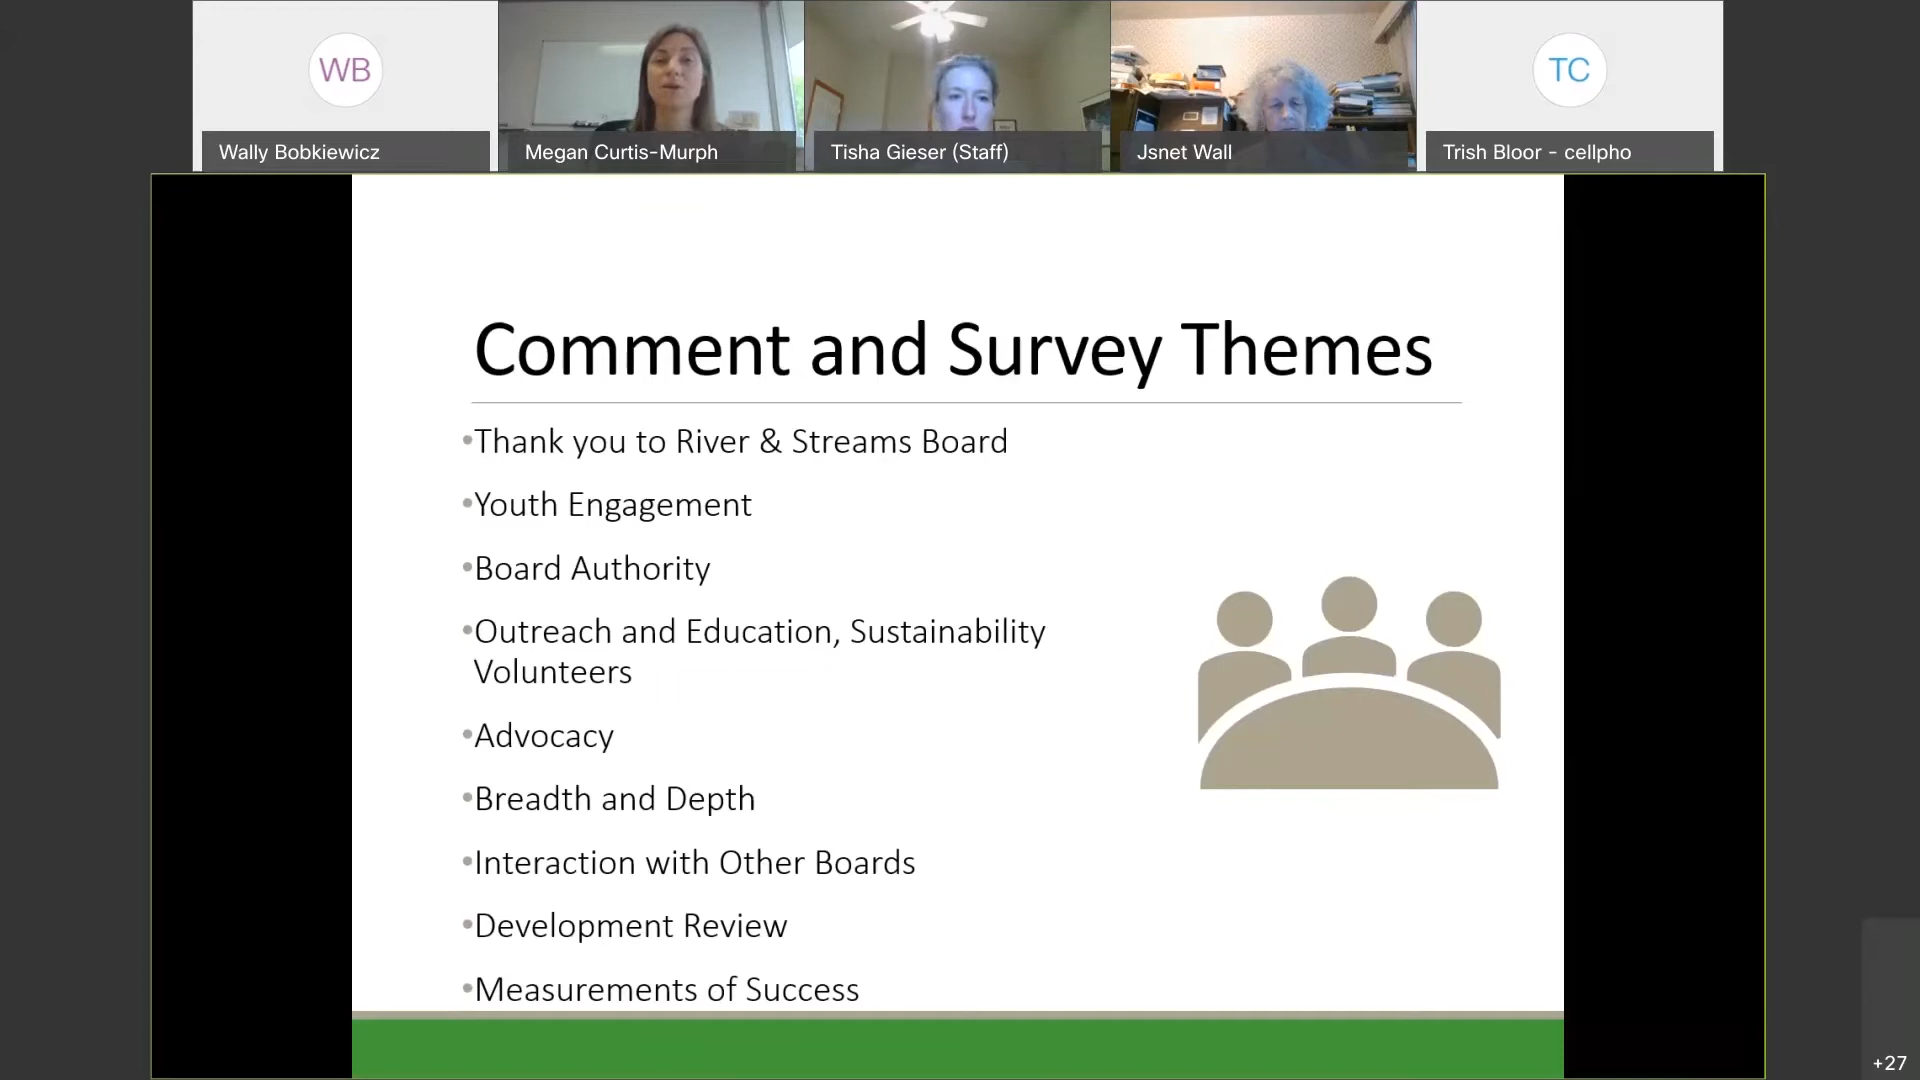 WB
TC
Wally Bobkiewicz
Megan Curtis-Murph
Tisha Gieser (Staff)
Jsnet Wall
Trish Bloor - cellpho
Comment and Survey Themes
•Thank you to River & Streams Board
•Youth Engagement
•Board Authority
•Outreach and Education, Sustainability
Volunteers
•Advocacy
•Breadth and Depth
•Interaction with Other Boards
•Development Review
•Measurements of Success
+27